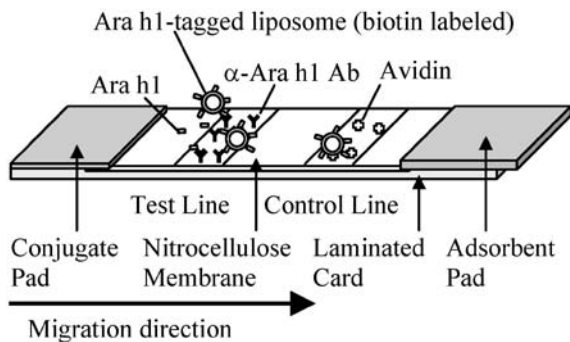 Ara h1-tagged liposome (biotin labeled)
Ara h1
α-Ara h1 Ab
Avidin
Test Line
Control Line
Conjugate Pad
Nitrocellulose Membrane
Laminated Card
Adsorbent Pad
Migration direction